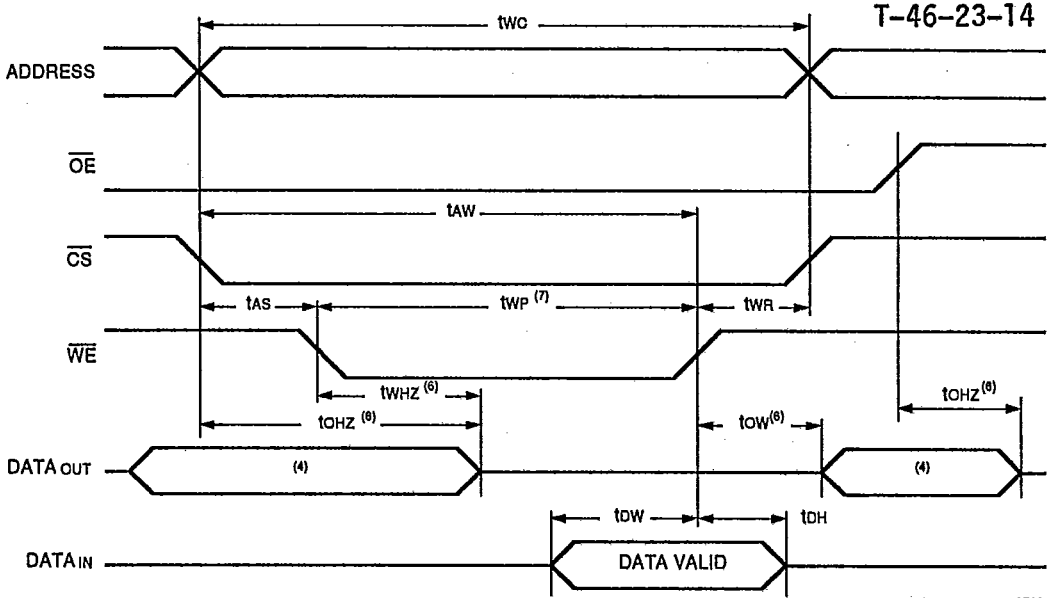 T-46-23-14
tWC
ADDRESS
OE
tAW
CS
tAS
tWP (7)
tWR
WE
tWHZ (6)
tOHZ (6)
tOW(6)
tOHZ(6)
DATA OUT
(4)
(4)
tDW
tDH
DATA IN
DATA VALID